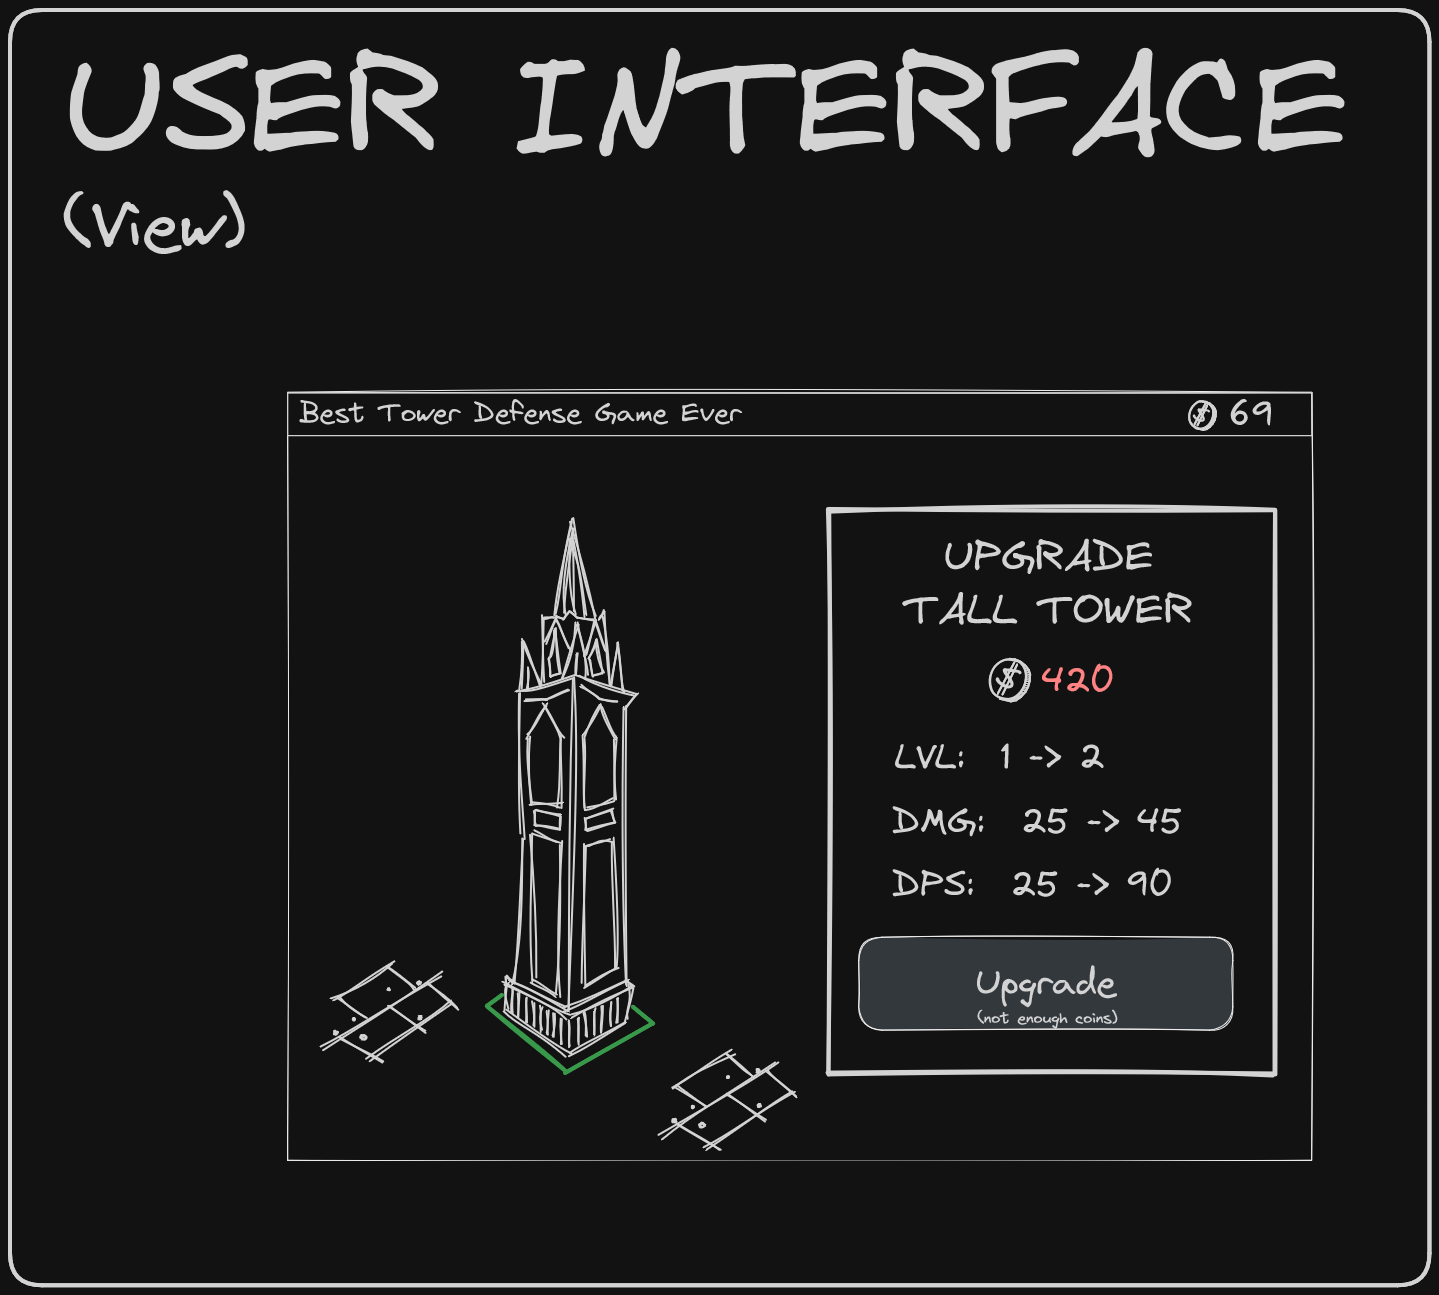 USER INTERFACE
(View)
Best Tower Defense Game Ever
$ 69
UPGRADE
TALL TOWER
$ 420
LVL: 1 -> 2
DMG: 25 -> 45
DPS: 25 -> 90
Upgrade
(not enough coins)